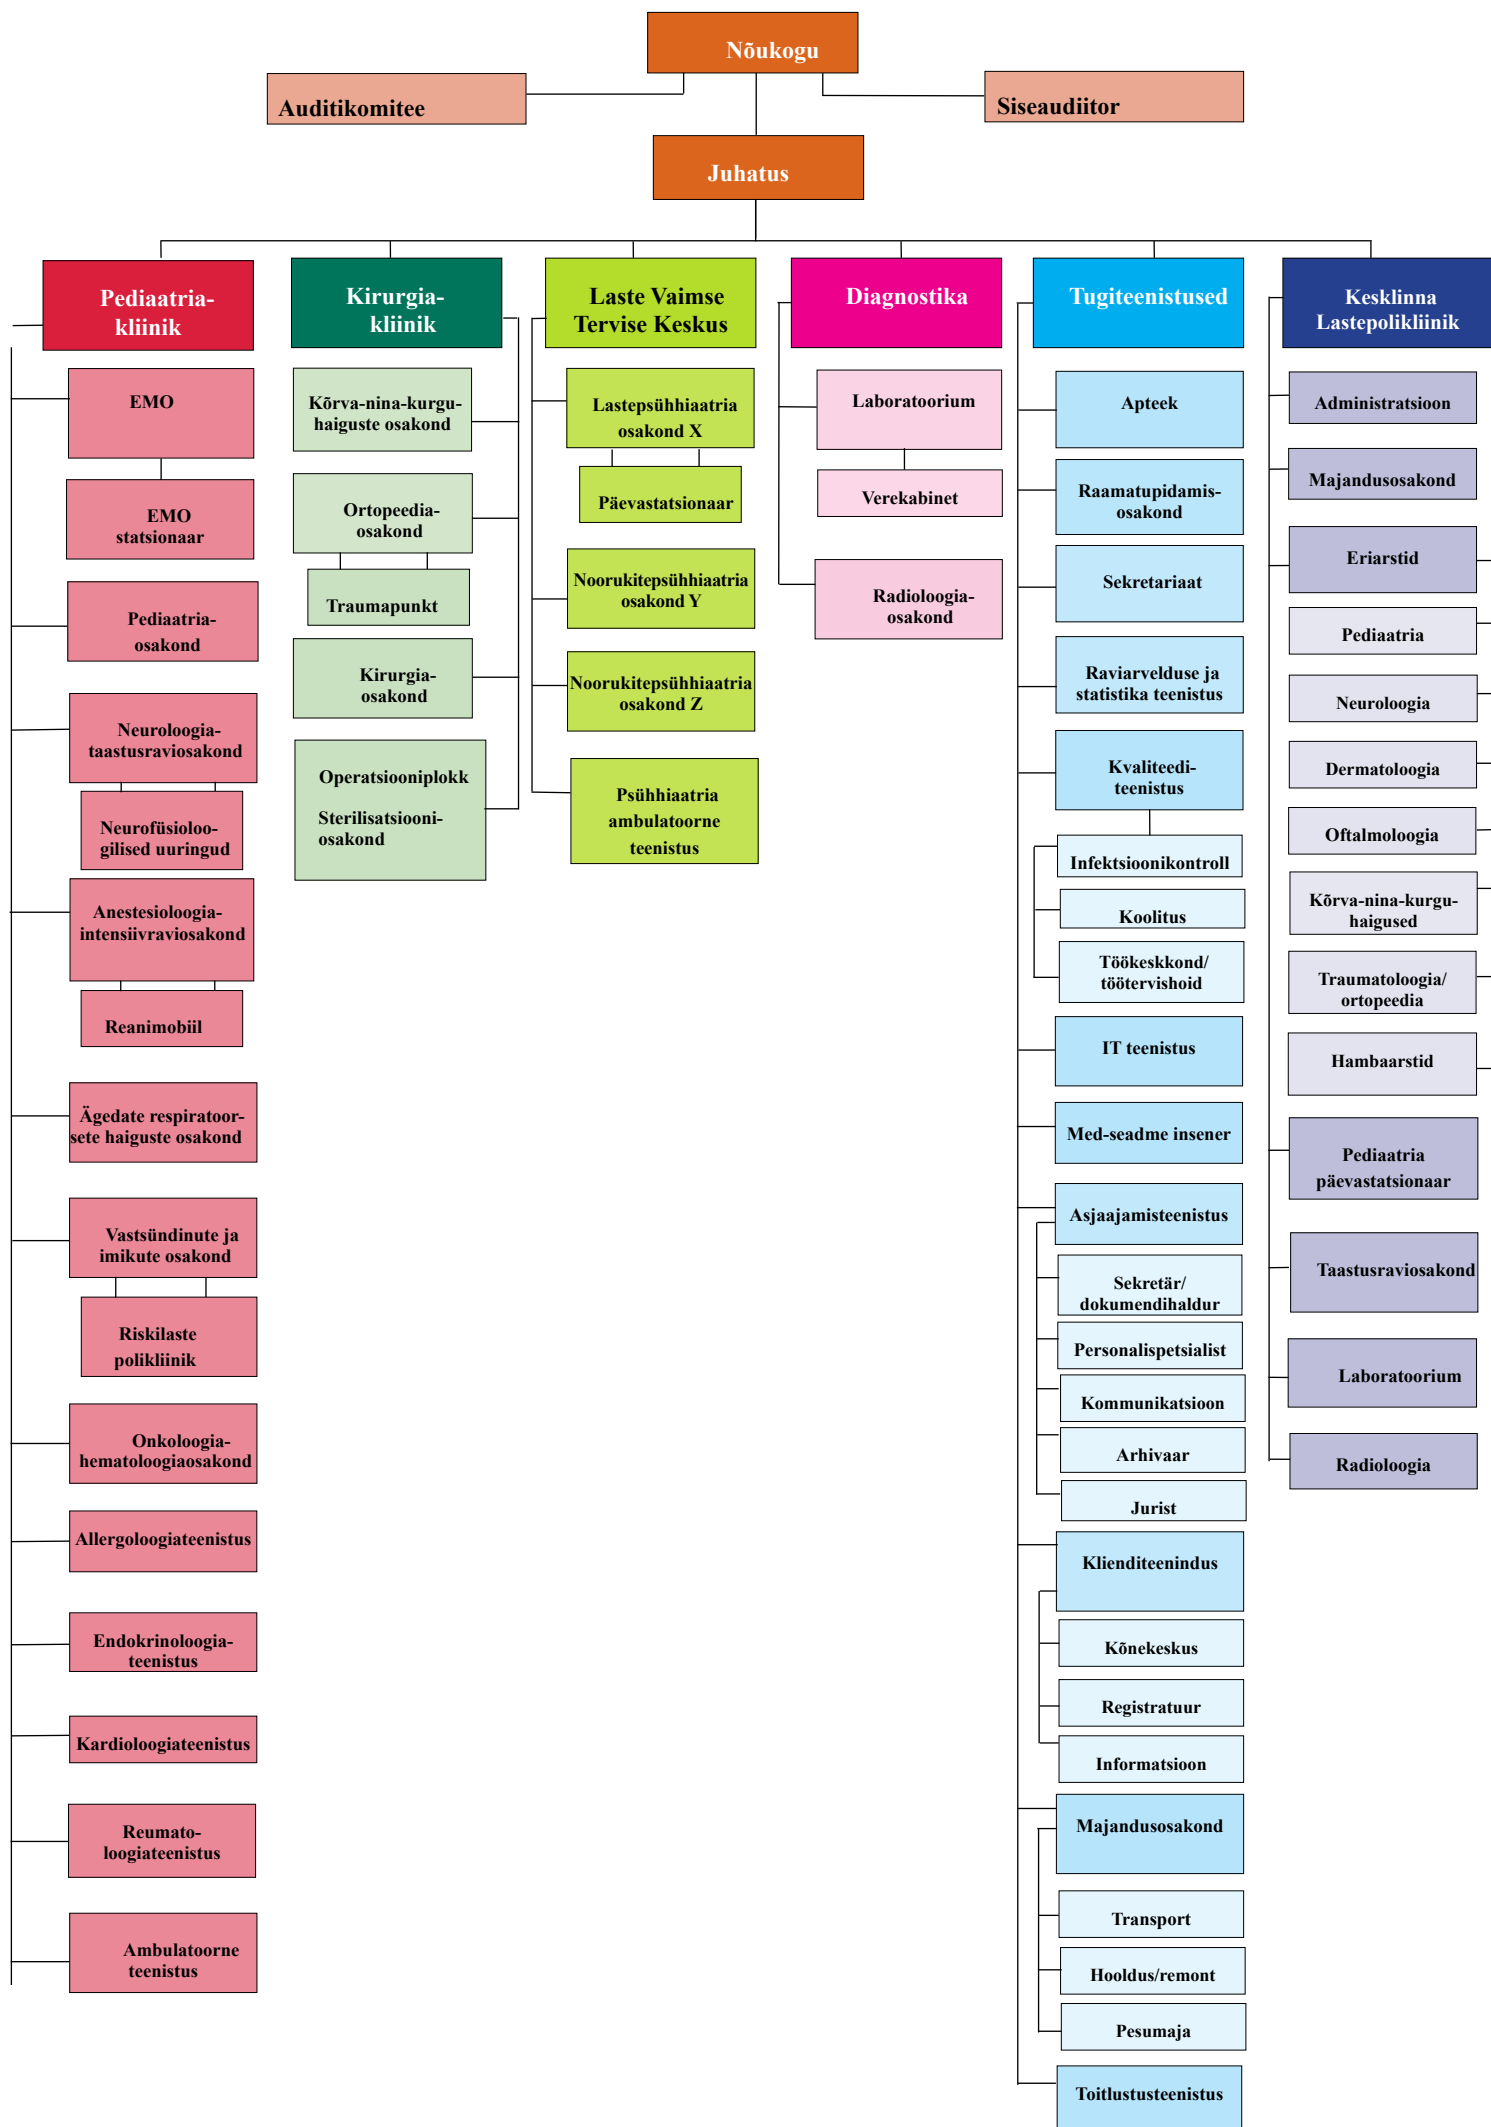 Nõukogu
Auditikomitee
Siseaudiitor
Juhatus
Pediaatria-
kliinik
EMO
EMO
statsionaar
Pediaatria-
osakond
Neuroloogia-
taastusraviosakond
Neurofüsioloo-
gilised uuringud
Anestesioloogia-
intensiivraviosakond
Reanimobiil
Ägedate respiratoor-
sete haiguste osakond
Vastsündinute ja
imikute osakond
Riskilaste
polikliinik
Onkoloogia-
hematoloogiaosakond
Allergoloogiateenistus
Endokrinoloogia-
teenistus
Kardioloogiateenistus
Reumato-
loogiateenistus
Ambulatoorne
teenistus
Kirurgia-
kliinik
Kõrva-nina-kurgu-
haiguste osakond
Ortopeedia-
osakond
Traumapunkt
Kirurgia-
osakond
Operatsiooniplokk
Sterilisatsiooni-
osakond
Laste Vaimse
Tervise Keskus
Lastepsühhiaatria
osakond X
Päevastatsionaar
Noorukitepsühhiaatria
osakond Y
Noorukitepsühhiaatria
osakond Z
Psühhiaatria
ambulatoorne
teenistus
Diagnostika
Laboratoorium
Verekabinet
Radioloogia-
osakond
Tugiteenistused
Apteek
Raamatupidamis-
osakond
Sekretariaat
Raviarvelduse ja
statistika teenistus
Kvaliteedi-
teenistus
Infektsioonikontroll
Koolitus
Töökeskkond/
töötervishoid
IT teenistus
Med-seadme insener
Asjaajamisteenistus
Sekretär/
dokumendihaldur
Personalispetsialist
Kommunikatsioon
Arhivaar
Jurist
Klienditeenindus
Kõnekeskus
Registratuur
Informatsioon
Majandusosakond
Transport
Hooldus/remont
Pesumaja
Toitlustusteenistus
Kesklinna
Lastepolikliinik
Administratsioon
Majandusosakond
Eriarstid
Pediaatria
Neuroloogia
Dermatoloogia
Oftalmoloogia
Kõrva-nina-kurgu-
haigused
Traumatoloogia/
ortopeedia
Hambaarstid
Pediaatria
päevastatsionaar
Taastusraviosakond
Laboratoorium
Radioloogia